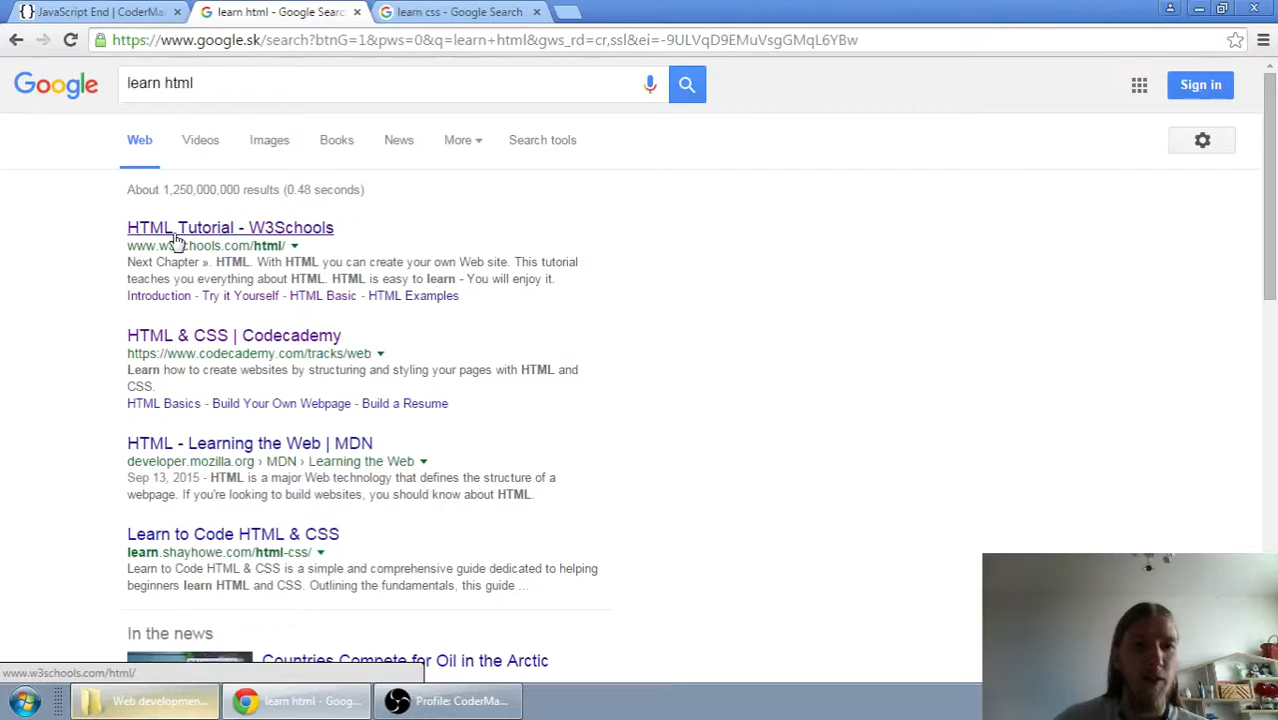 {} JavaScript End | CoderMa
learn html - Google Searc
learn css - Google Search
https://www.google.sk/search?btnG=1&pws=0&q=learn+html&gws_rd=cr,ssl&ei=-9ULVqD9EMuVsgGMqL6YBw
Google
learn html
Sign in
Web
Videos
Images
Books
News
More
Search tools
About 1,250,000,000 results (0.48 seconds)
HTML Tutorial - W3Schools
www.w3schools.com/html/
Next Chapter ». HTML. With HTML you can create your own Web site. This tutorial
teaches you everything about HTML. HTML is easy to learn - You will enjoy it.
Introduction - Try it Yourself - HTML Basic - HTML Examples
HTML & CSS | Codecademy
https://www.codecademy.com/tracks/web
Learn how to create websites by structuring and styling your pages with HTML and
CSS.
HTML Basics - Build Your Own Webpage - Build a Resume
HTML - Learning the Web | MDN
developer.mozilla.org › MDN › Learning the Web
Sep 13, 2015 - HTML is a major Web technology that defines the structure of a
webpage. If you're looking to build websites, you should know about HTML.
Learn to Code HTML & CSS
learn.shayhowe.com/html-css/
Learn to Code HTML & CSS is a simple and comprehensive guide dedicated to helping
beginners learn HTML and CSS. Outlining the fundamentals, this guide ...
In the news
Countries Compete for Oil in the Arctic
www.w3schools.com/html/
Web developmen...
learn html - Goog...
Profile: CoderMa...